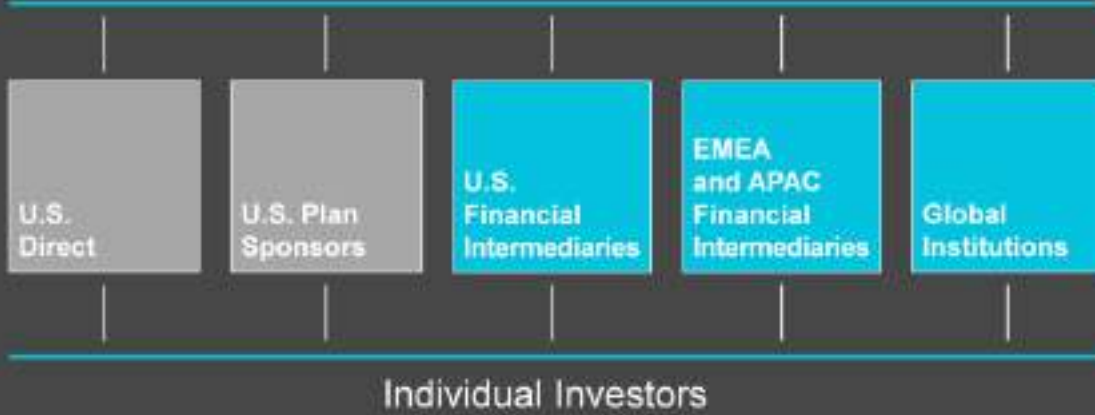 U.S.
Direct
U.S. Plan
Sponsors
U.S.
Financial
Intermediaries
EMEA
and APAC
Financial
Intermediaries
Global
Institutions
Individual Investors